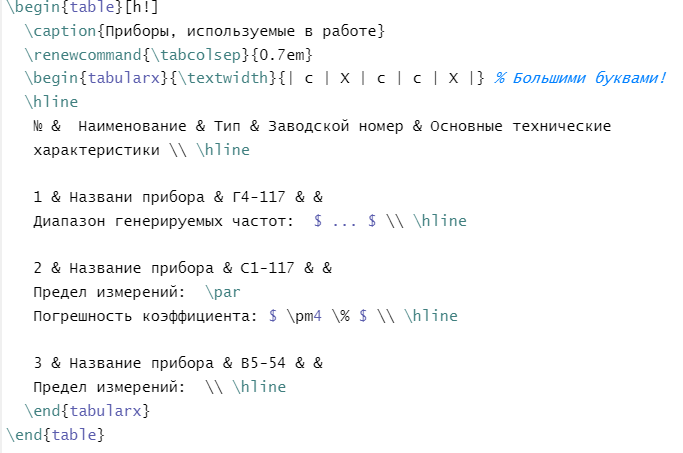 \begin{table}[h!]
\caption{Приборы, используемые в работе}
\renewcommand{\tabcolsep}{0.7em}
\begin{tabularx}{\textwidth}{| c | X | c | c | X |} % Большими буквами!
\hline
№ &  Наименование & Тип & Заводской номер & Основные технические
характеристики \\ \hline
1 & Названи прибора & Г4-117 & &
Диапазон генерируемых частот:  $ ... $ \\ \hline
2 & Название прибора & С1-117 & &
Предел измерений:  \par
Погрешность коэффициента: $ \pm4 \% $ \\ \hline
3 & Название прибора & В5-54 & &
Предел измерений:  \\ \hline
\end{tabularx}
\end{table}